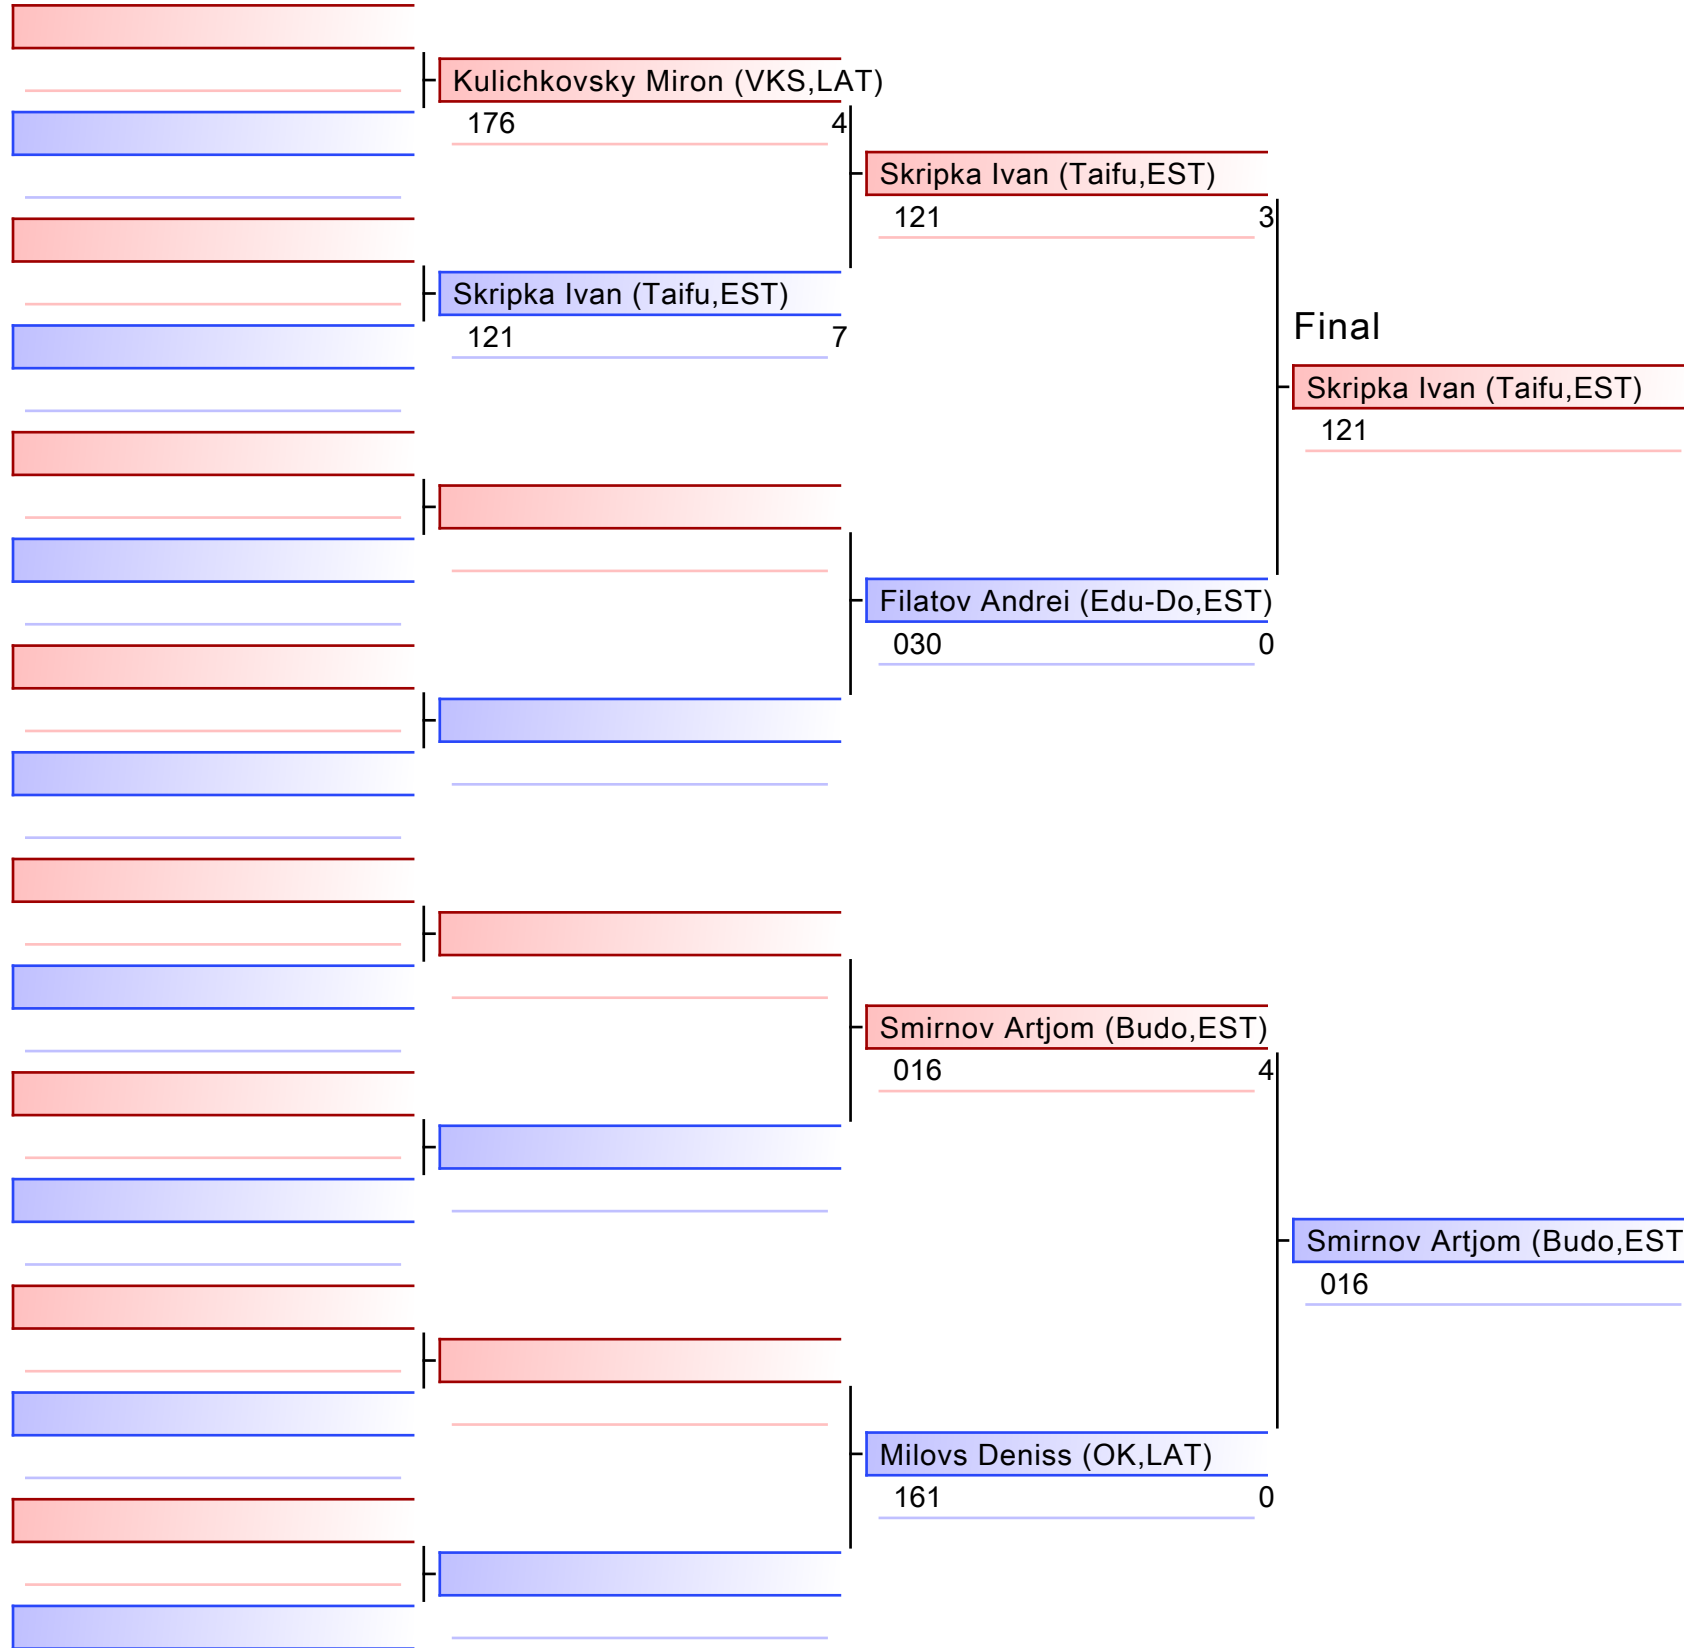 Kulichkovsky Miron (VKS,LAT)
176 4
Skripka Ivan (Taifu,EST)
121 3
Skripka Ivan (Taifu,EST)
121 7
Final
Skripka Ivan (Taifu,EST)
121
Filatov Andrei (Edu-Do,EST)
030 0
Smirnov Artjom (Budo,EST)
016 4
Smirnov Artjom (Budo,EST
016
Milovs Deniss (OK,LAT)
161 0